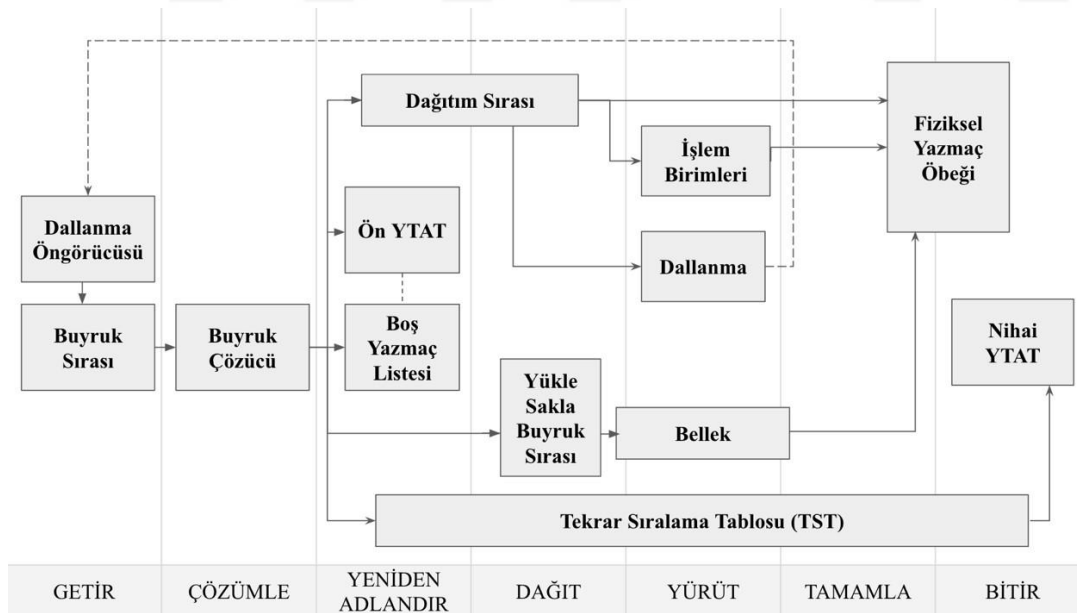 Dağıtım Sırası
Fiziksel
Yazmaç
Öbeği
İşlem
Birimleri
Dallanma
Öngörücüsü
Ön YTAT
Dallanma
Buyruk
Sırası
Buyruk
Çözücü
Boş
Yazmaç
Listesi
Nihai
YTAT
Yükle
Sakla
Buyruk
Sırası
Bellek
Tekrar Sıralama Tablosu (TST)
GETİR
ÇÖZÜMLE
YENİDEN
ADLANDIR
DAĞIT
YÜRÜT
TAMAMLA
BİTİR